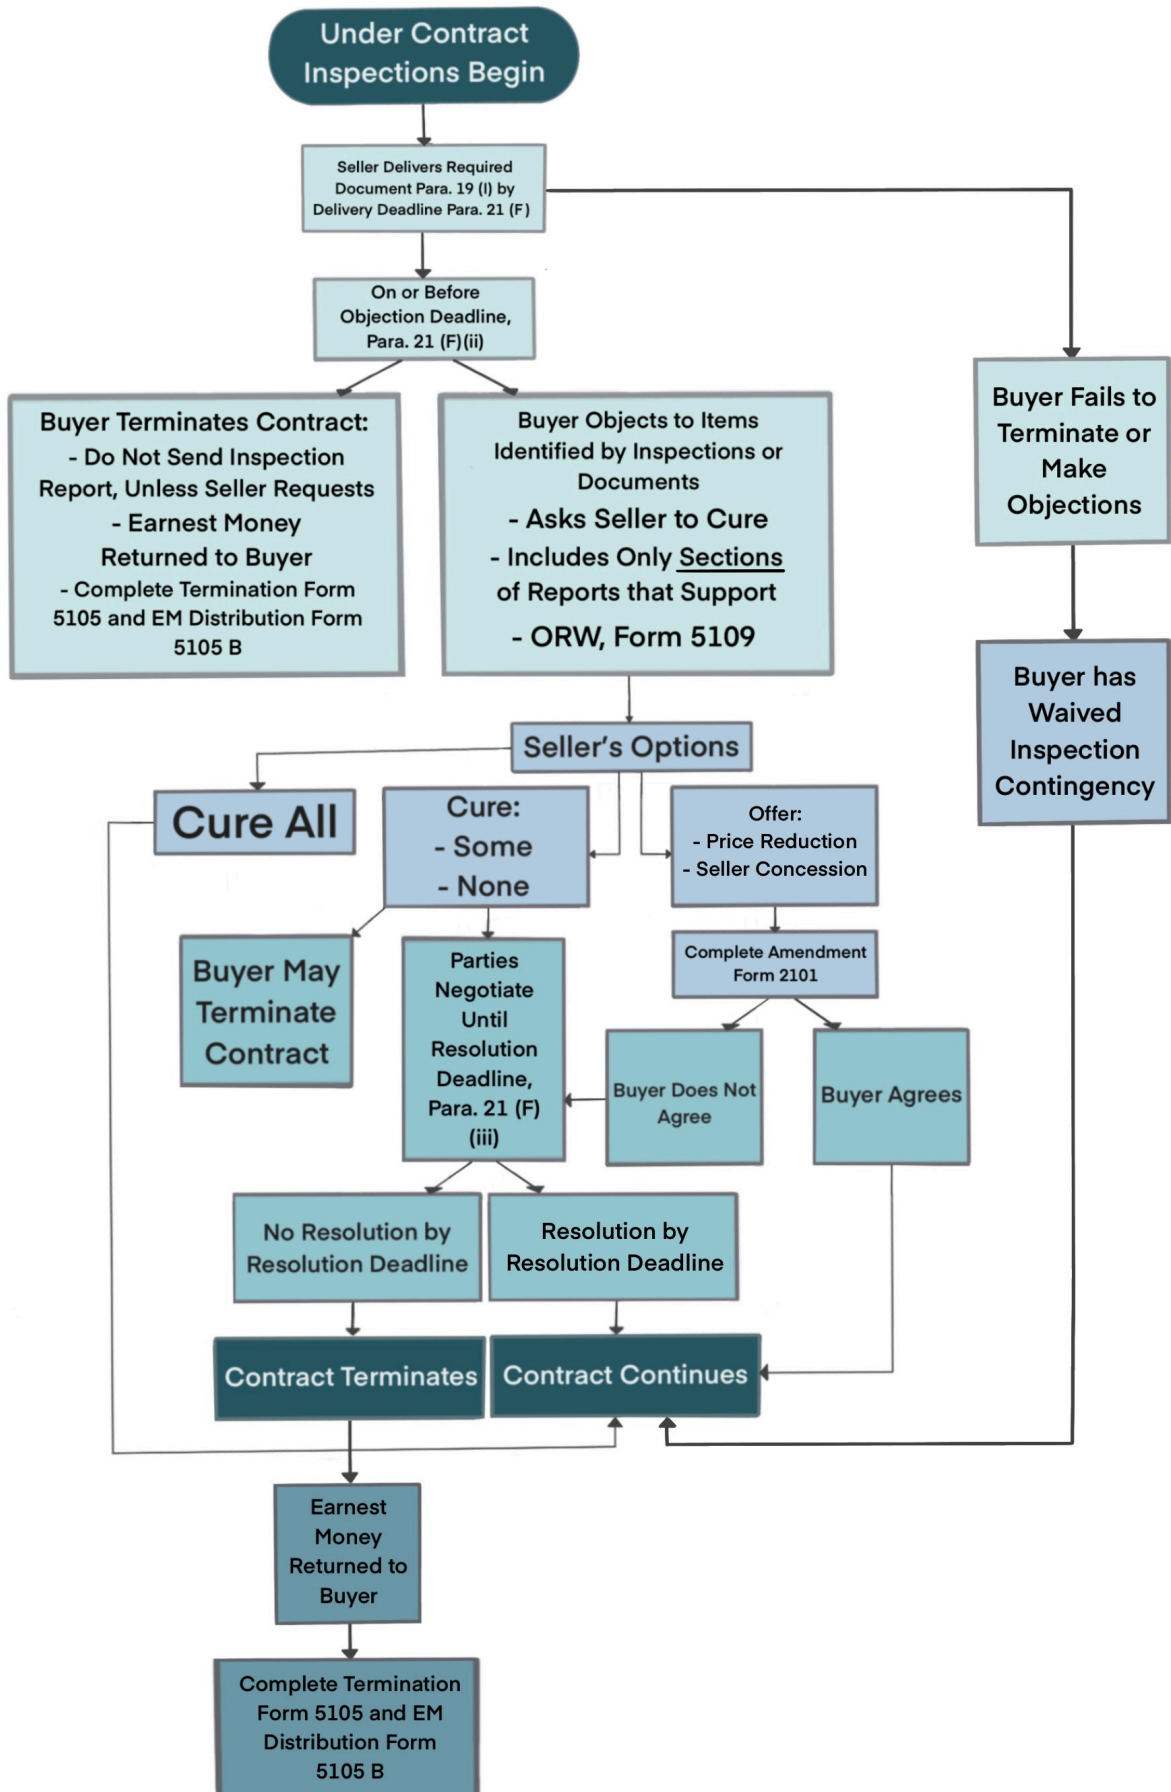 Under Contract
Inspections Begin
Seller Delivers Required
Document Para. 19 (I) by
Delivery Deadline Para. 21 (F)
On or Before
Objection Deadline,
Para. 21 (F)(ii)
Buyer Terminates Contract:
- Do Not Send Inspection
Report, Unless Seller Requests
- Earnest Money
Returned to Buyer
- Complete Termination Form
5105 and EM Distribution Form
5105 B
Buyer Objects to Items
Identified by Inspections or
Documents
- Asks Seller to Cure
- Includes Only Sections
of Reports that Support
- ORW, Form 5109
Buyer Fails to
Terminate or
Make
Objections
Buyer has
Waived
Inspection
Contingency
Seller's Options
Cure All
Cure:
- Some
- None
Offer:
- Price Reduction
- Seller Concession
Complete Amendment
Form 2101
Buyer May
Terminate
Contract
Parties
Negotiate
Until
Resolution
Deadline,
Para. 21 (F)
(iii)
Buyer Does Not
Agree
Buyer Agrees
No Resolution by
Resolution Deadline
Resolution by
Resolution Deadline
Contract Terminates
Contract Continues
Earnest
Money
Returned to
Buyer
Complete Termination
Form 5105 and EM
Distribution Form
5105 B